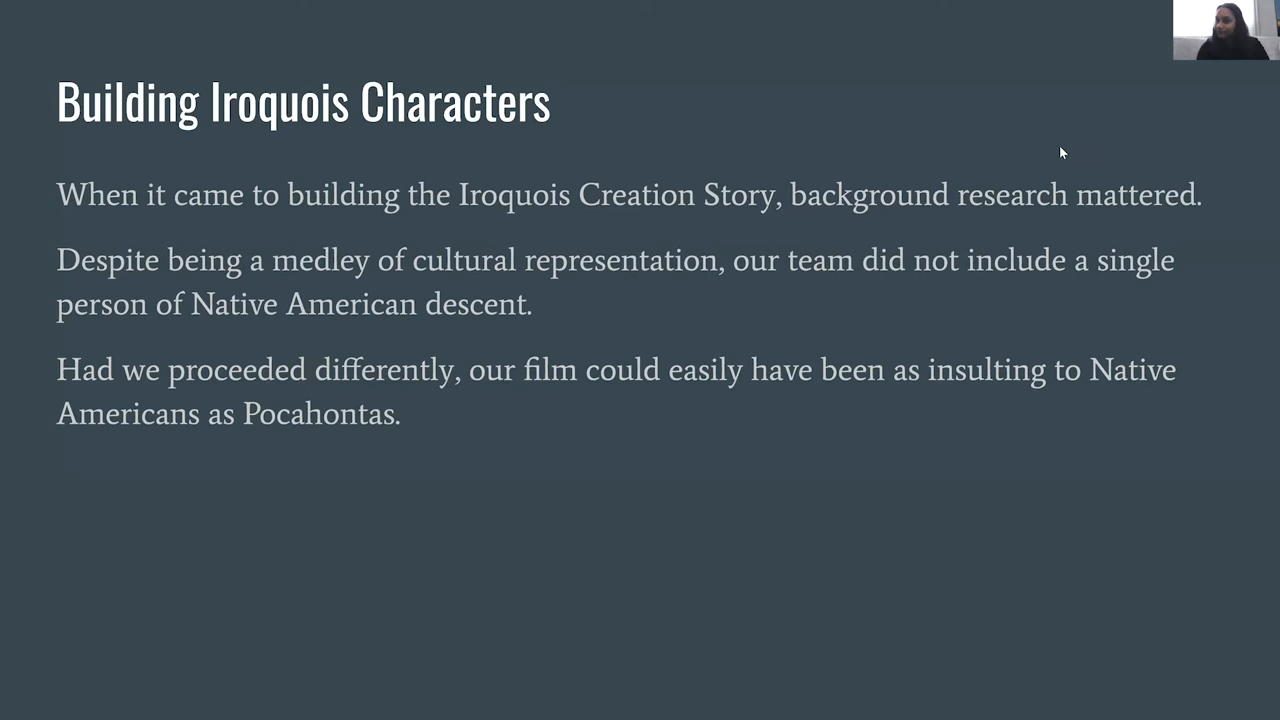 Building Iroquois Characters
When it came to building the Iroquois Creation Story, background research mattered.
Despite being a medley of cultural representation, our team did not include a single
person of Native American descent.
Had we proceeded differently, our film could easily have been as insulting to Native
Americans as Pocahontas.